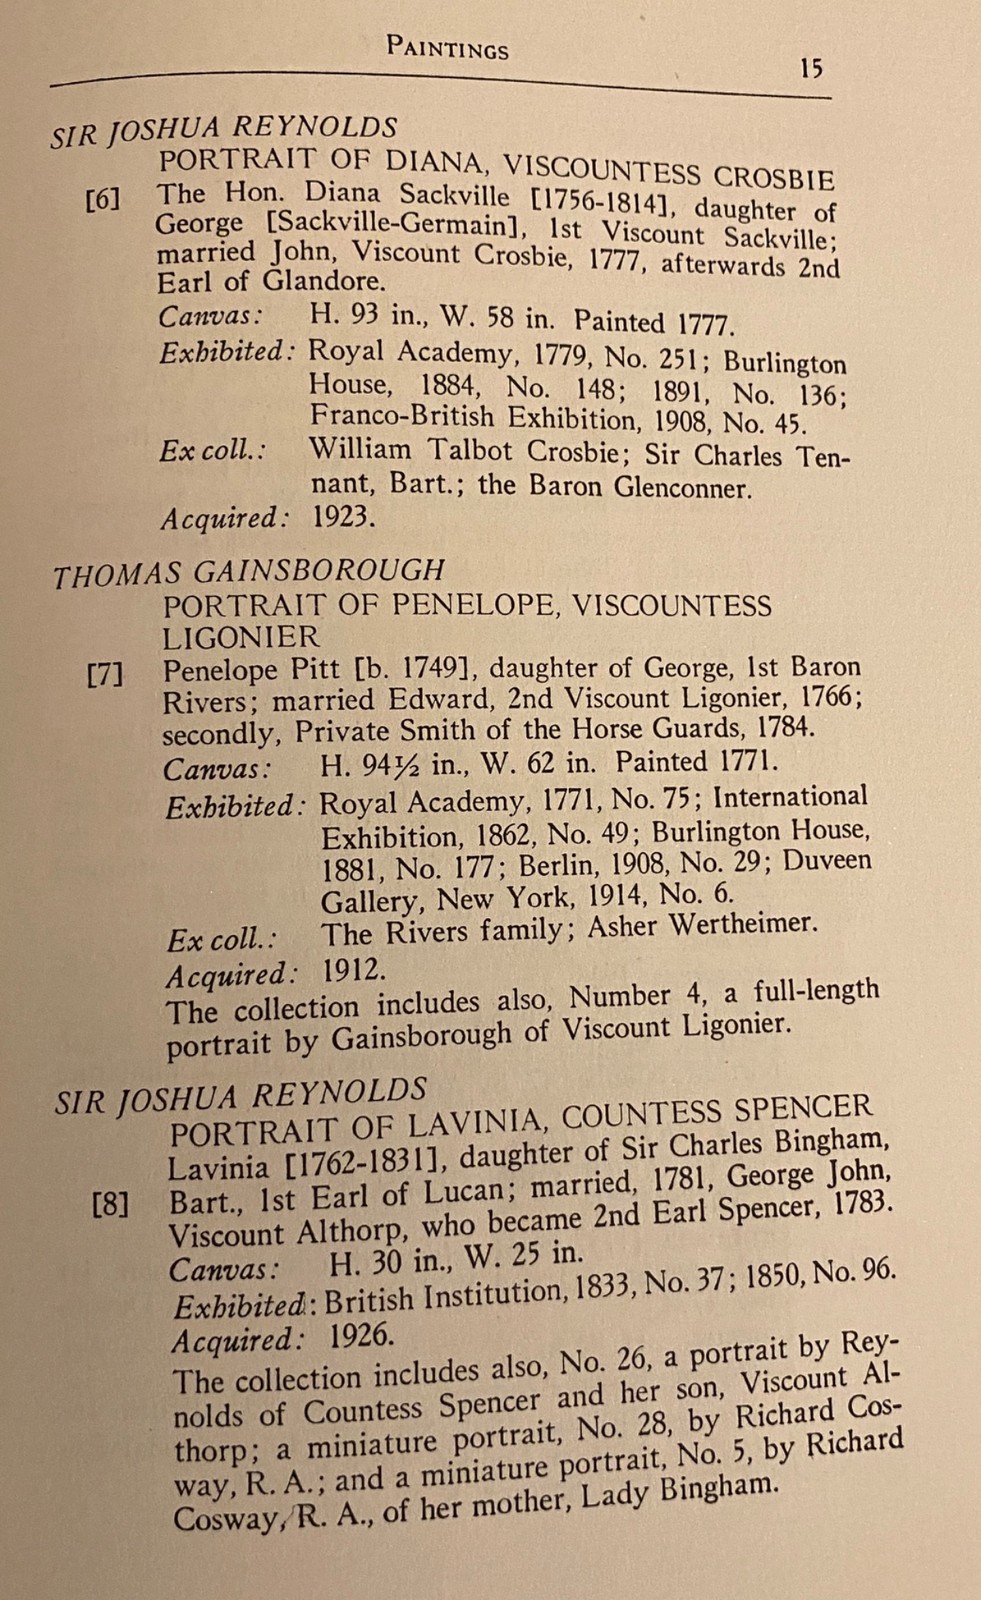 PAINTINGS
15
SIR JOSHUA REYNOLDS
PORTRAIT OF DIANA, VISCOUNTESS CROSBIE
[6] The Hon. Diana Sackville [1756-1814], daughter of
George [Sackville-Germain], 1st Viscount Sackville;
married John, Viscount Crosbie, 1777, afterwards 2nd
Earl of Glandore.
Canvas: H. 93 in., W. 58 in. Painted 1777.
Exhibited: Royal Academy, 1779, No. 251; Burlington
House, 1884, No. 148; 1891, No. 136;
Franco-British Exhibition, 1908, No. 45.
Ex coll.: William Talbot Crosbie; Sir Charles Ten-
nant, Bart.; the Baron Glenconner.
Acquired: 1923.
THOMAS GAINSBOROUGH
PORTRAIT OF PENELOPE, VISCOUNTESS
LIGONIER
[7] Penelope Pitt [b. 1749], daughter of George, 1st Baron
Rivers; married Edward, 2nd Viscount Ligonier, 1766;
secondly, Private Smith of the Horse Guards, 1784.
Canvas: H. 94½ in., W. 62 in. Painted 1771.
Exhibited: Royal Academy, 1771, No. 75; International
Exhibition, 1862, No. 49; Burlington House,
1881, No. 177; Berlin, 1908, No. 29; Duveen
Gallery, New York, 1914, No. 6.
Ex coll.: The Rivers family; Asher Wertheimer.
Acquired: 1912.
The collection includes also, Number 4, a full-length
portrait by Gainsborough of Viscount Ligonier.
SIR JOSHUA REYNOLDS
PORTRAIT OF LAVINIA, COUNTESS SPENCER
Lavinia [1762-1831], daughter of Sir Charles Bingham,
[8] Bart., 1st Earl of Lucan; married, 1781, George John,
Viscount Althorp, who became 2nd Earl Spencer, 1783.
Canvas: H. 30 in., W. 25 in.
Exhibited: British Institution, 1833, No. 37; 1850, No. 96.
Acquired: 1926.
The collection includes also, No. 26, a portrait by Rey-
nolds of Countess Spencer and her son, Viscount Al-
thorp; a miniature portrait, No. 28, by Richard Cos-
way, R. A.; and a miniature portrait, No. 5, by Richard
Cosway, R. A., of her mother, Lady Bingham.